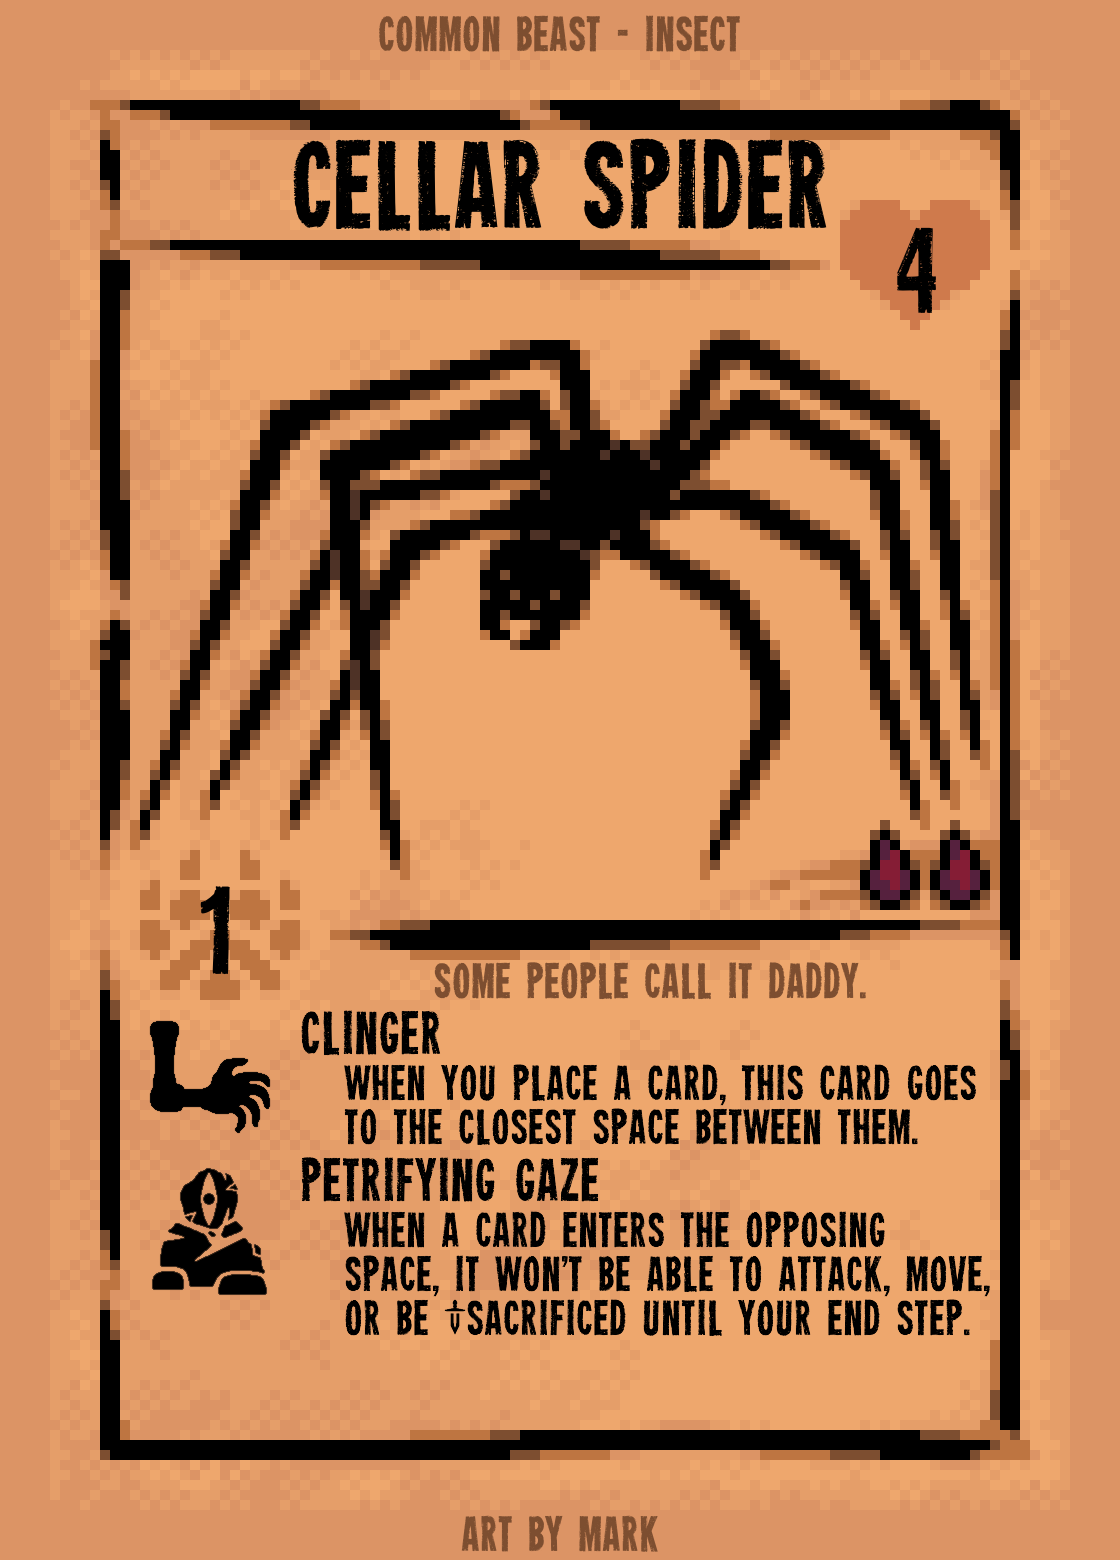 COMMON BEAST - INSECT
CELLAR SPIDER
4
1
SOME PEOPLE CALL IT DADDY.
CLINGER
WHEN YOU PLACE A CARD, THIS CARD GOES
TO THE CLOSEST SPACE BETWEEN THEM.
PETRIFYING GAZE
WHEN A CARD ENTERS THE OPPOSING
SPACE, IT WON'T BE ABLE TO ATTACK, MOVE,
OR BE SACRIFICED UNTIL YOUR END STEP.
ART BY MARK